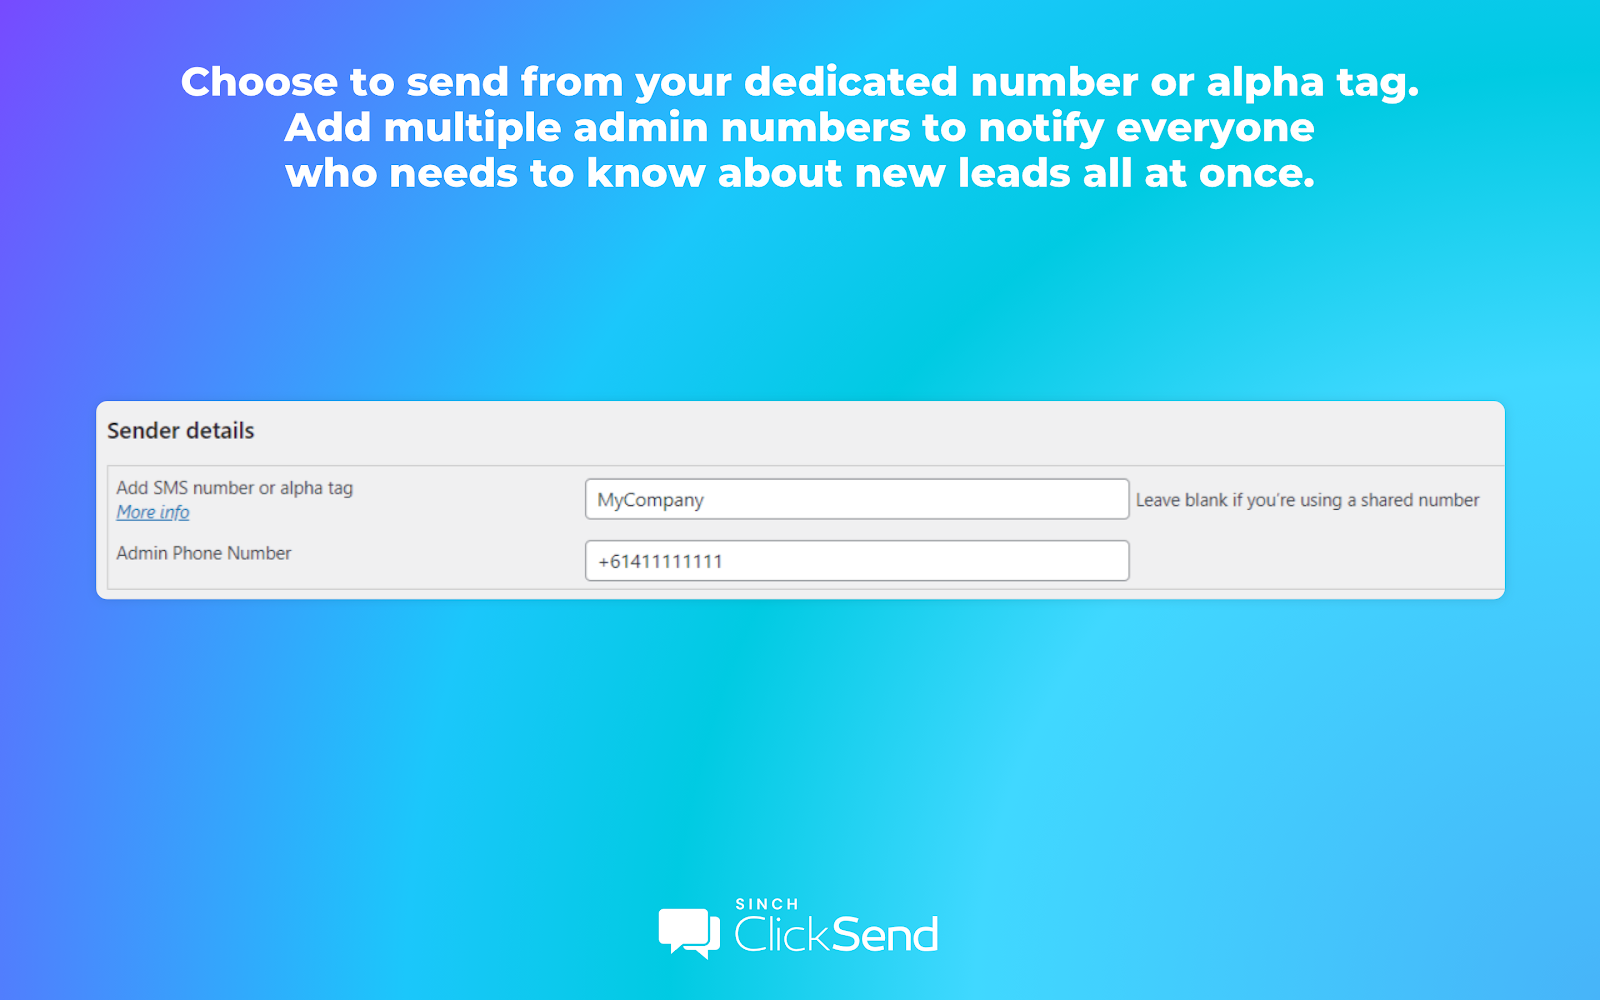 Choose to send from your dedicated number or alpha tag.
Add multiple admin numbers to notify everyone
who needs to know about new leads all at once.
Sender details
Add SMS number or alpha tag
More info
MyCompany
Leave blank if you're using a shared number
Admin Phone Number
+61411111111
SINCH
ClickSend